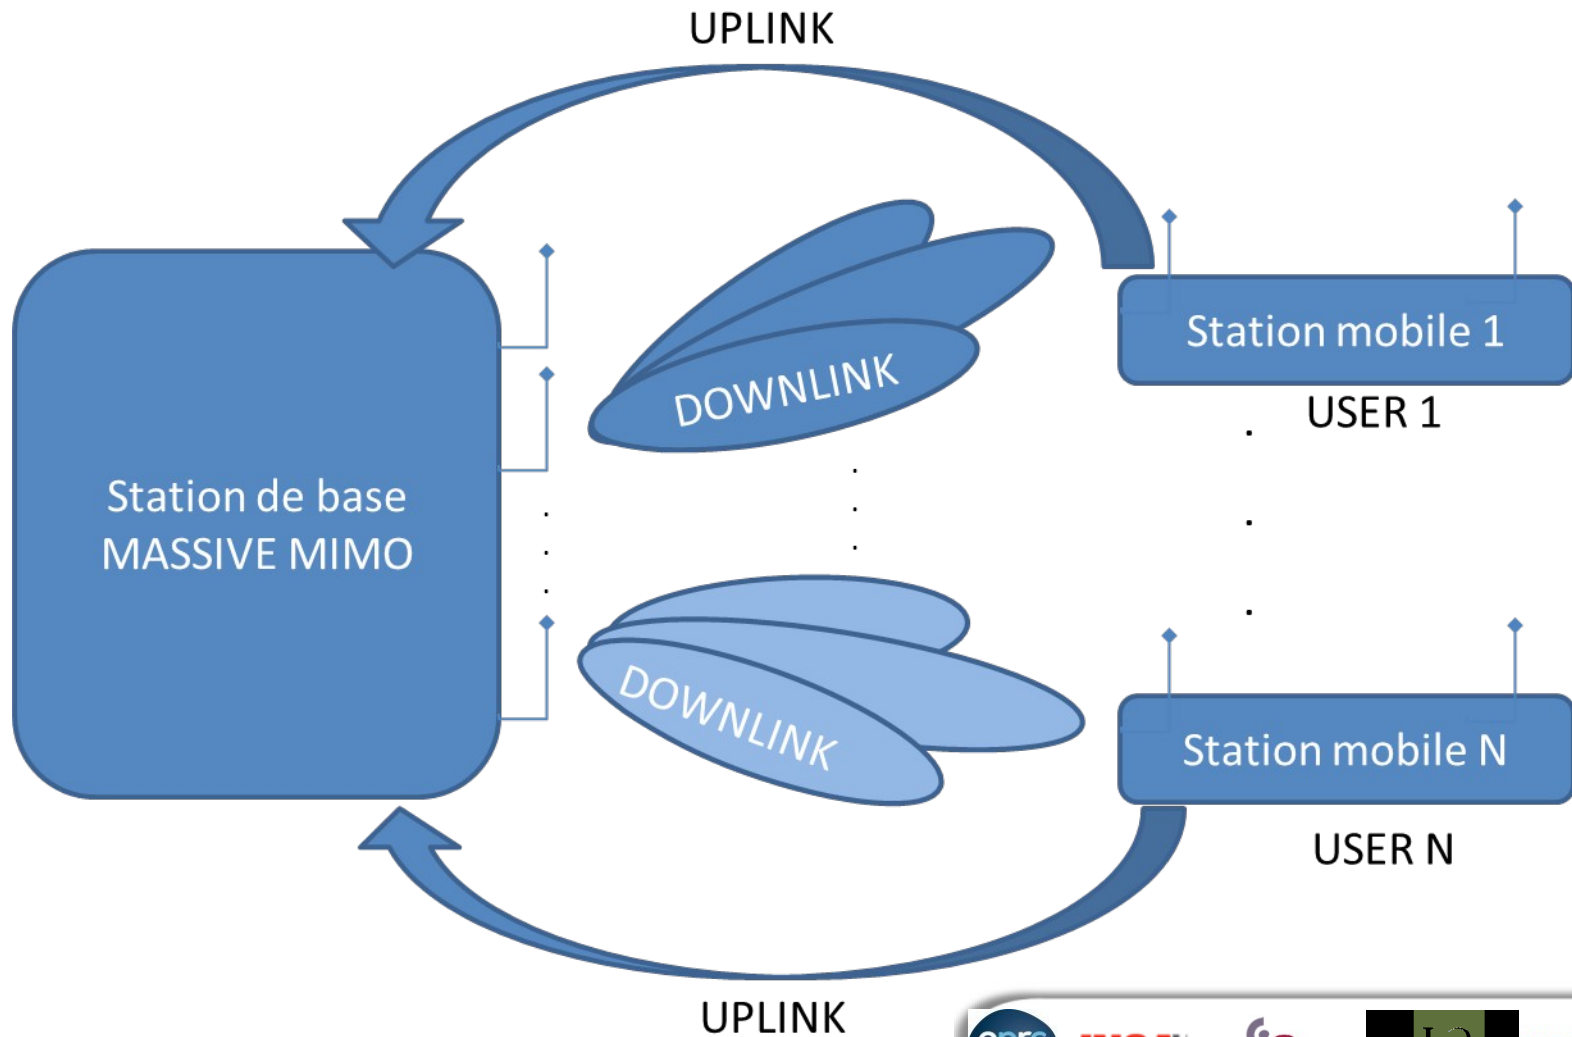 UPLINK
DOWNLINK
Station mobile 1
USER 1
Station de base
MASSIVE MIMO
DOWNLINK
Station mobile N
USER N
UPLINK